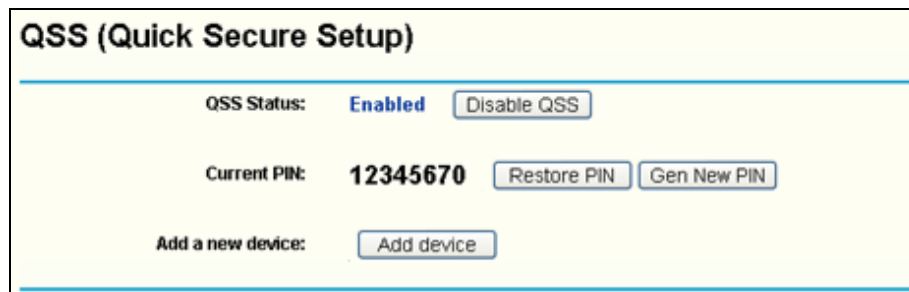 QSS (Quick Secure Setup)
QSS Status: Enabled Disable QSS
Current PIN: 12345670 Restore PIN Gen New PIN
Add a new device: Add device